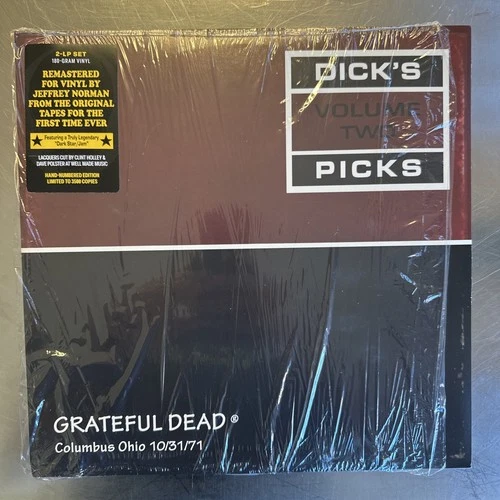 2-LP SET
180-GRAM VINYL
REMASTERED
FOR VINYL BY
JEFFREY NORMAN
FROM THE ORIGINAL
TAPES FOR THE
FIRST TIME EVER
Featuring a Truly Legendary
"Dark Star/Jam"
LACQUERS CUT BY CLINT HOLLEY &
DAVE POLSTER AT WELL MADE MUSIC
HAND-NUMBERED EDITION
LIMITED TO 3500 COPIES
DICK'S
VOLUME
TWO
PICKS
GRATEFUL DEAD®
Columbus Ohio 10/31/71